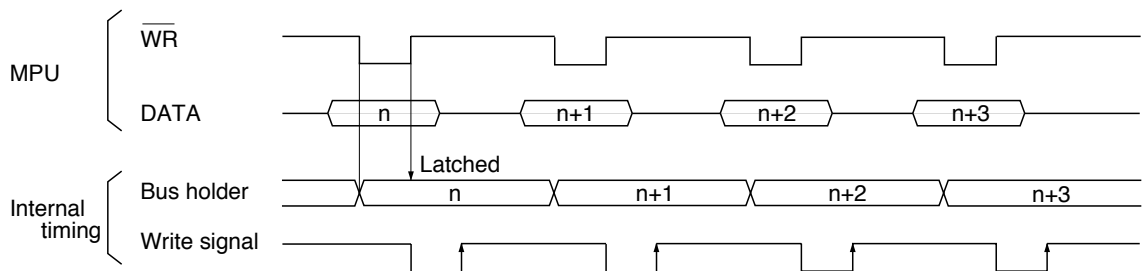 WR
MPU
DATA
n
n+1
n+2
n+3
Latched
Bus holder
n
n+1
n+2
n+3
Internal
timing
Write signal